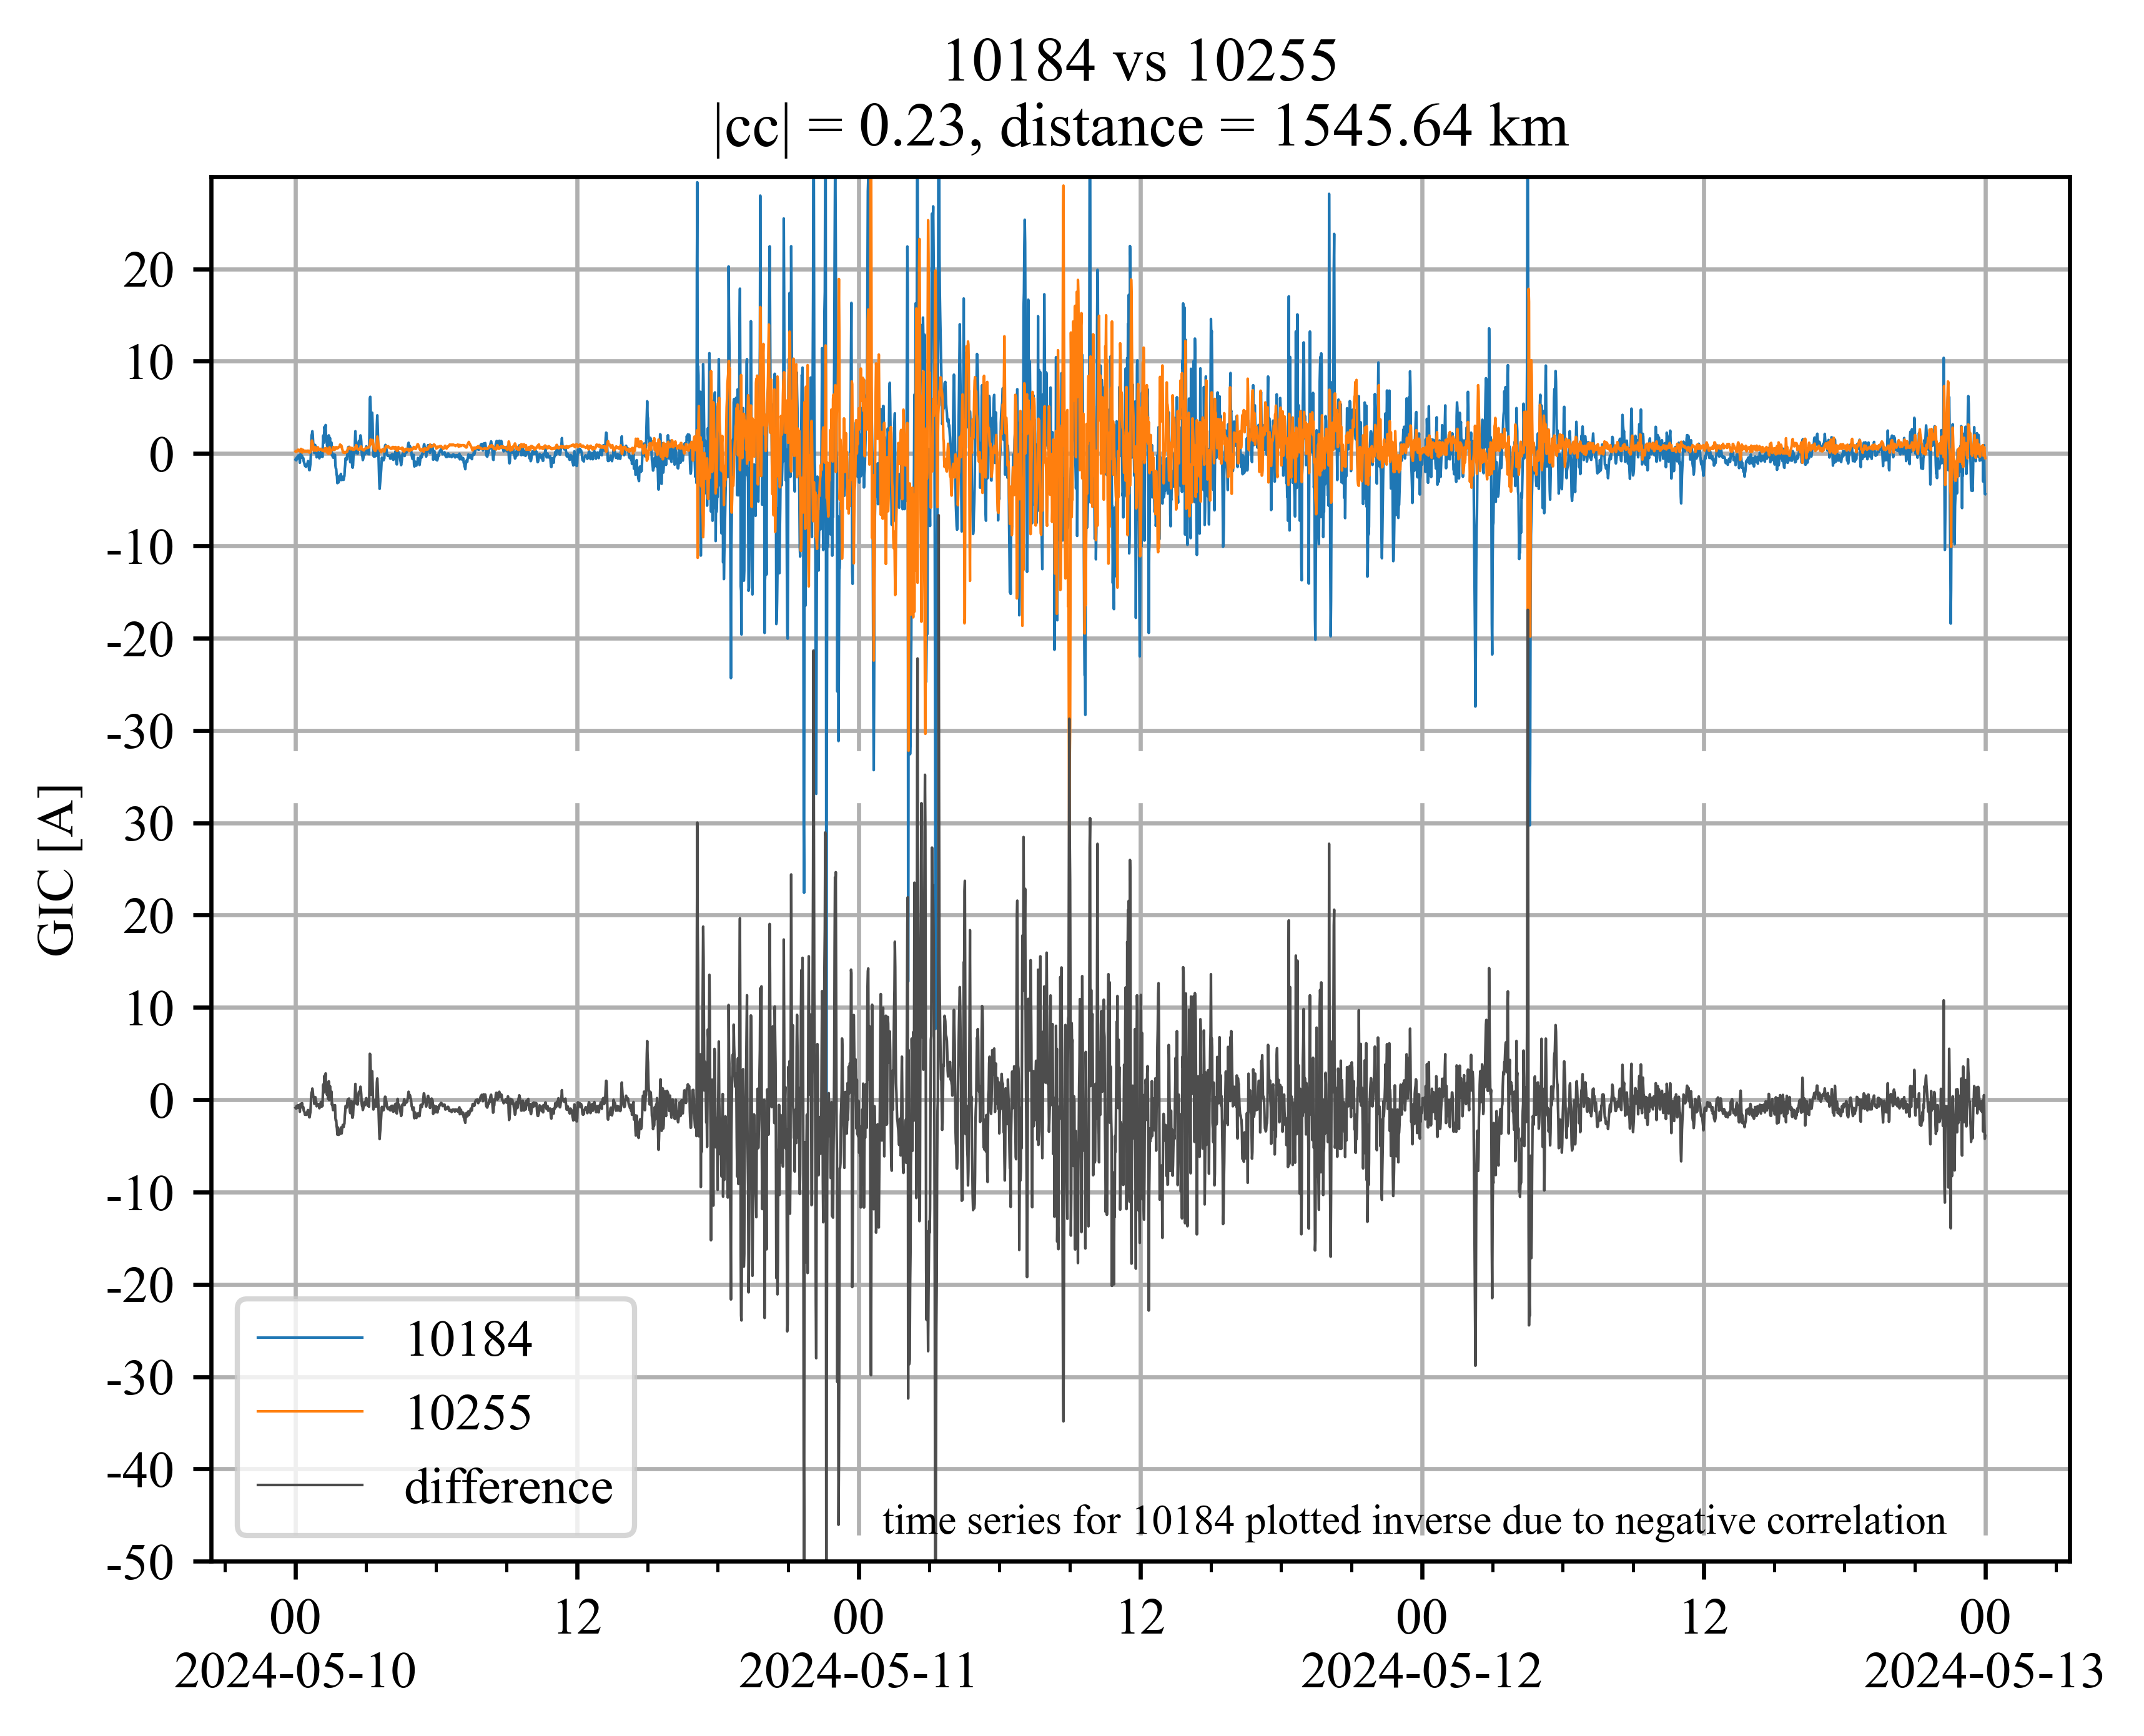 10184 vs 10255
|cc| = 0.23, distance = 1545.64 km
20
10
0
-10
-20
-30
30
20
10
0
-10
-20
-30
-40
-50
GIC [A]
10184
10255
difference
time series for 10184 plotted inverse due to negative correlation
00 12 00 12 00 12 00
2024-05-10 2024-05-11 2024-05-12 2024-05-13